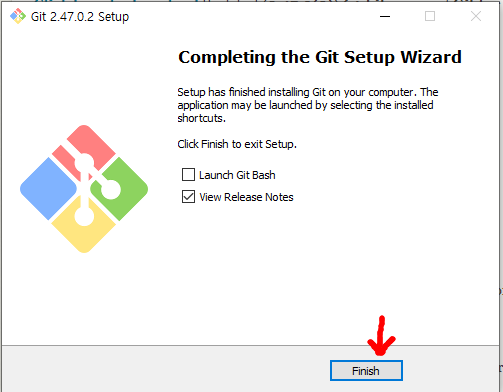 Git 2.47.0.2 Setup
Completing the Git Setup Wizard
Setup has finished installing Git on your computer. The
application may be launched by selecting the installed
shortcuts.
Click Finish to exit Setup.
Launch Git Bash
View Release Notes
Finish